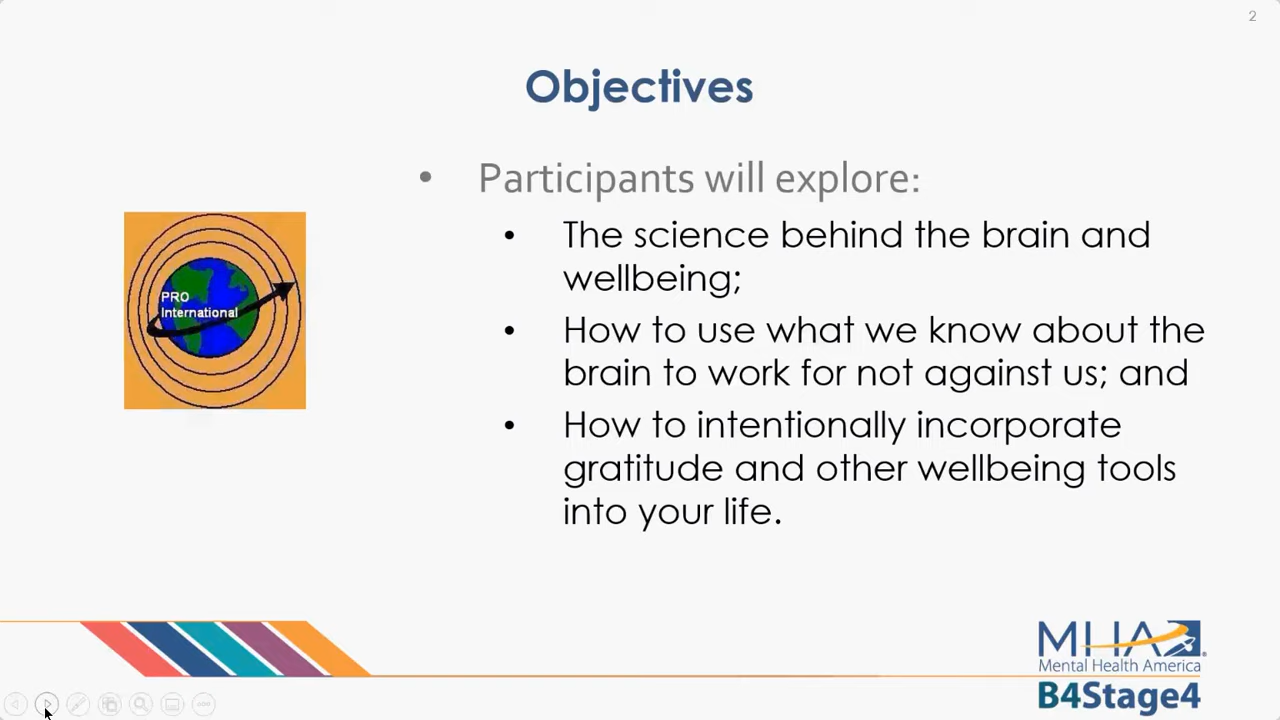 2
Objectives
• Participants will explore:
• The science behind the brain and
wellbeing;
• How to use what we know about the
brain to work for not against us; and
• How to intentionally incorporate
gratitude and other wellbeing tools
into your life.
PRO
International
MHA®
Mental Health America
B4Stage4